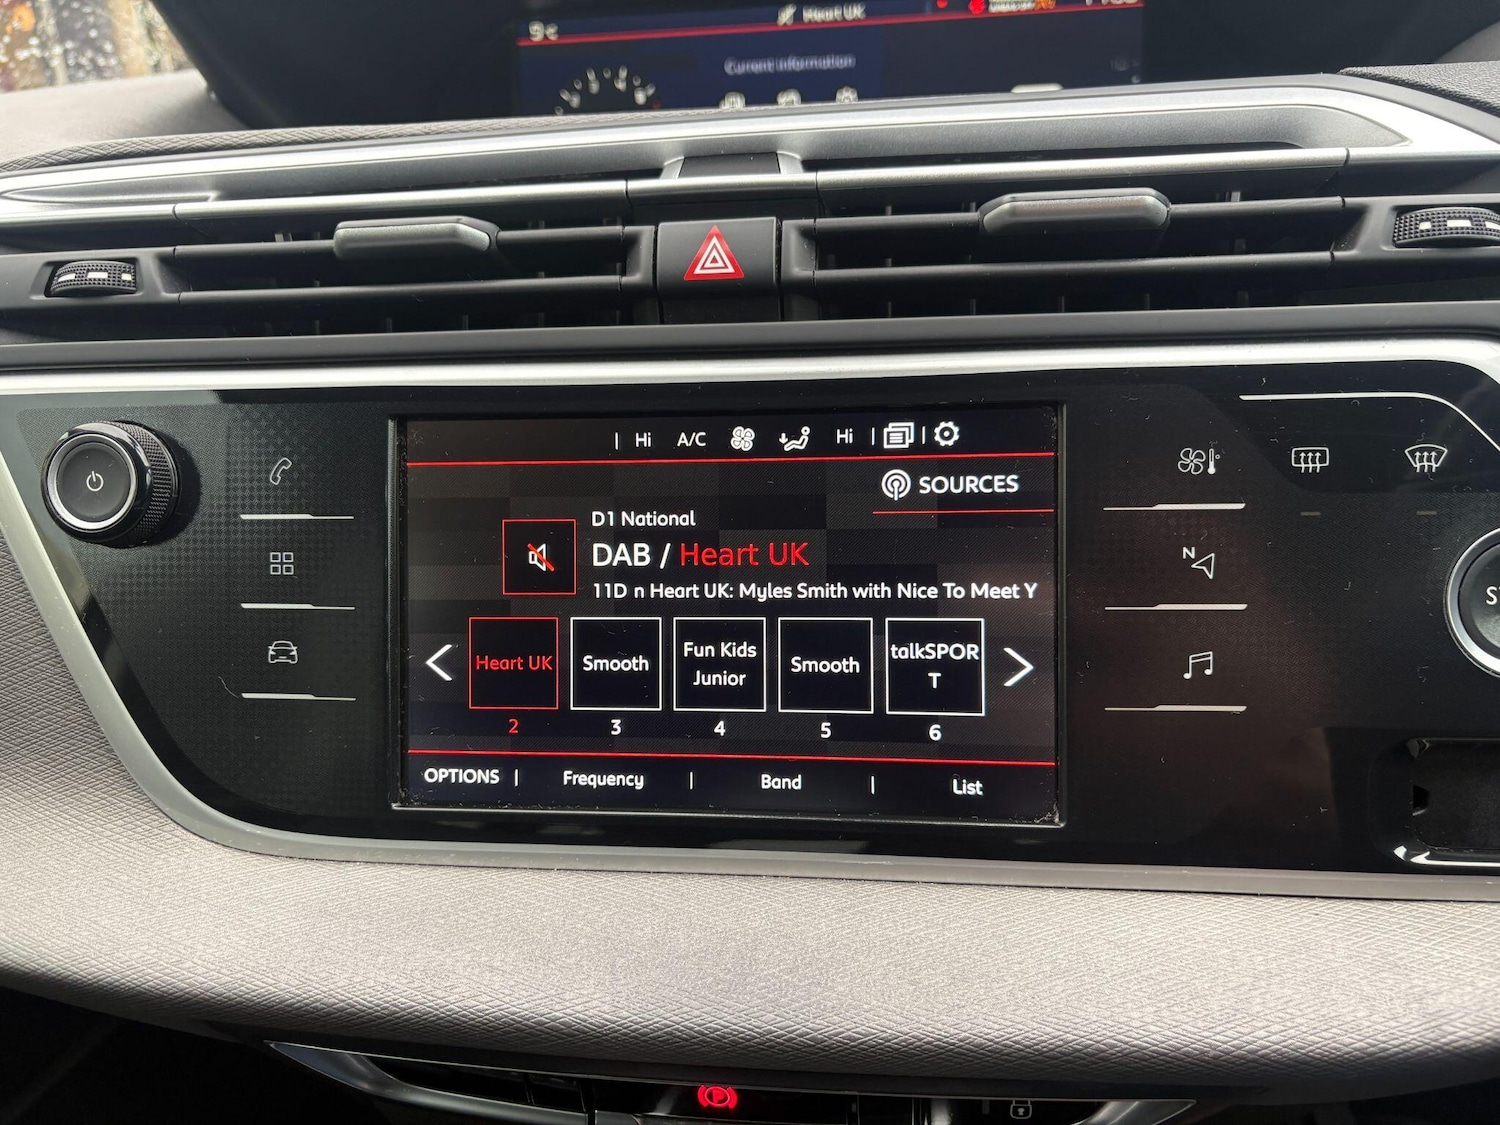 9
Heart UK
Current information
Hi A/C Hi
SOURCES
D1 National
DAB / Heart UK
11D n Heart UK: Myles Smith with Nice To Meet Y
Heart UK
Smooth
Fun Kids
Junior
Smooth
talkSPOR
T
2 3 4 5 6
OPTIONS | Frequency | Band | List
N
P